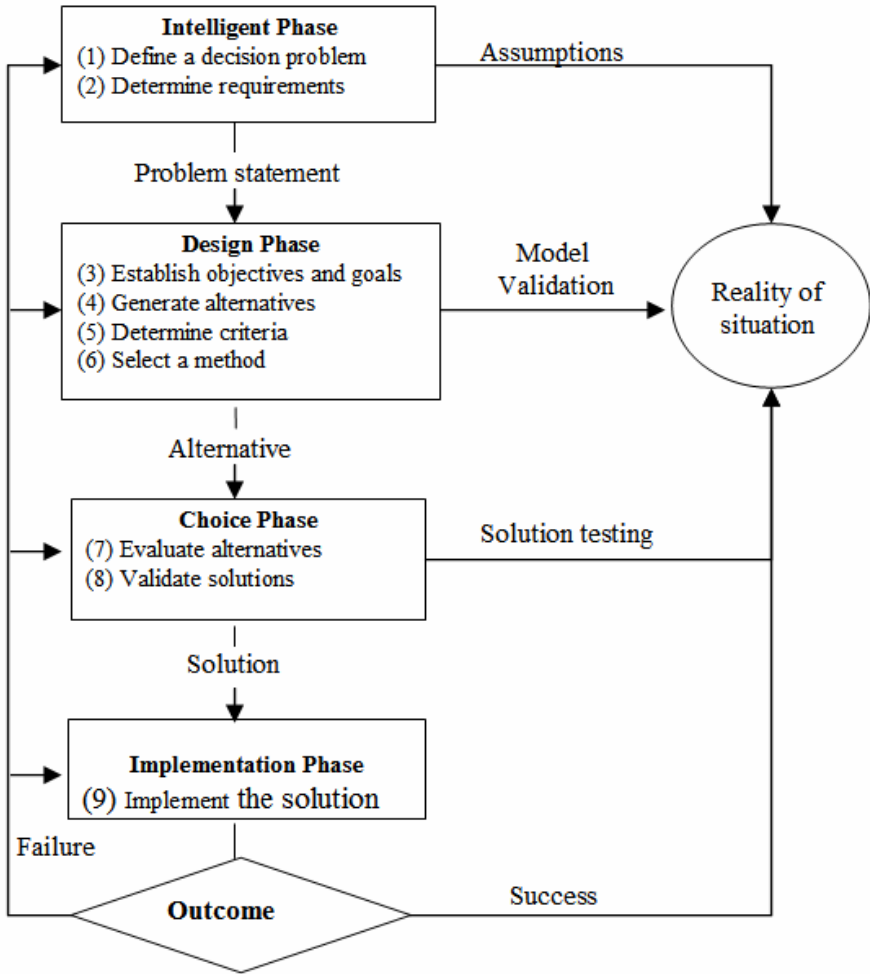 Intelligent Phase
(1) Define a decision problem
(2) Determine requirements
Assumptions
Problem statement
Design Phase
(3) Establish objectives and goals
(4) Generate alternatives
(5) Determine criteria
(6) Select a method
Model
Validation
Reality of
situation
Alternative
Choice Phase
(7) Evaluate alternatives
(8) Validate solutions
Solution testing
Solution
Implementation Phase
(9) Implement the solution
Failure
Outcome
Success